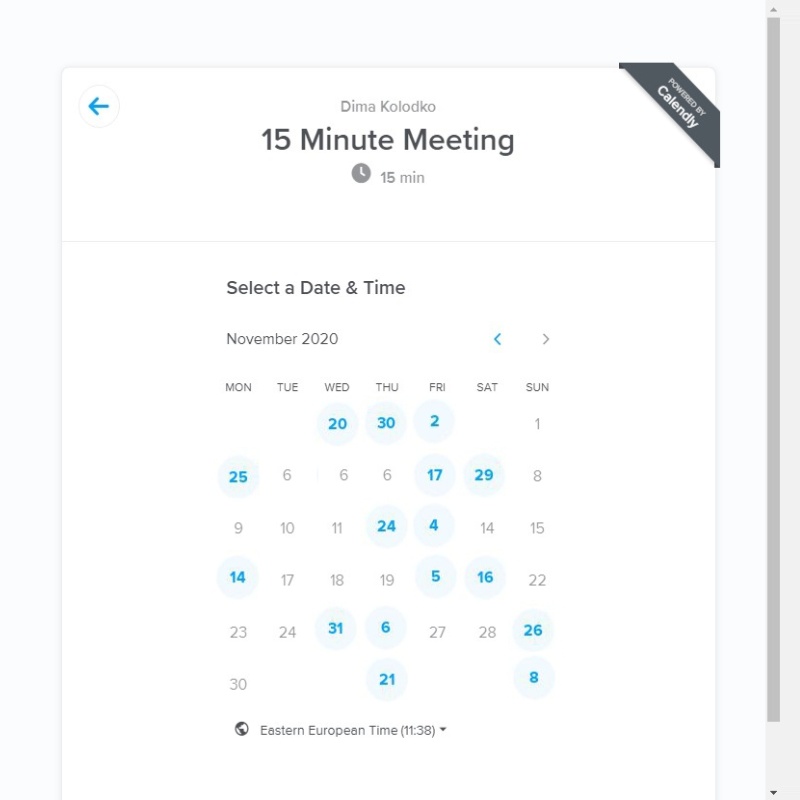 POWERED BY
Calendly
Dima Kolodko
15 Minute Meeting
15 min
Select a Date & Time
November 2020
MON TUE WED THU FRI SAT SUN
20 30 2 1
25 6 6 6 17 29 8
9 10 11 24 4 14 15
14 17 18 19 5 16 22
23 24 31 6 27 28 26
30 21 8
Eastern European Time (11:38)